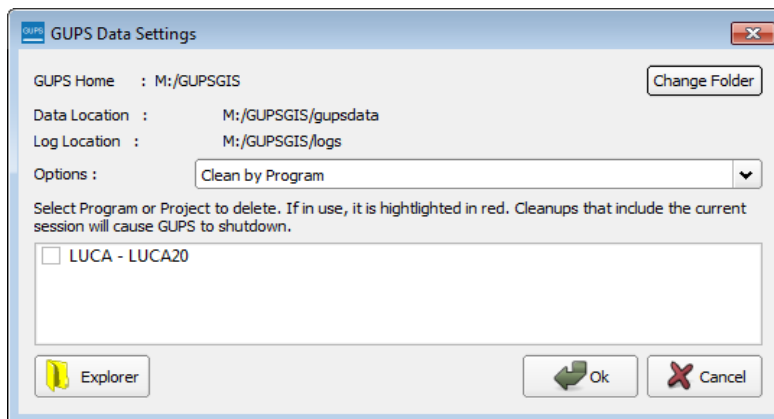 GUPS GUPS Data Settings
GUPS Home : M:/GUPSGIS Change Folder
Data Location : M:/GUPSGIS/gupsdata
Log Location : M:/GUPSGIS/logs
Options : Clean by Program
Select Program or Project to delete. If in use, it is hightlighted in red. Cleanups that include the current
session will cause GUPS to shutdown.
LUCA - LUCA20
Explorer Ok Cancel